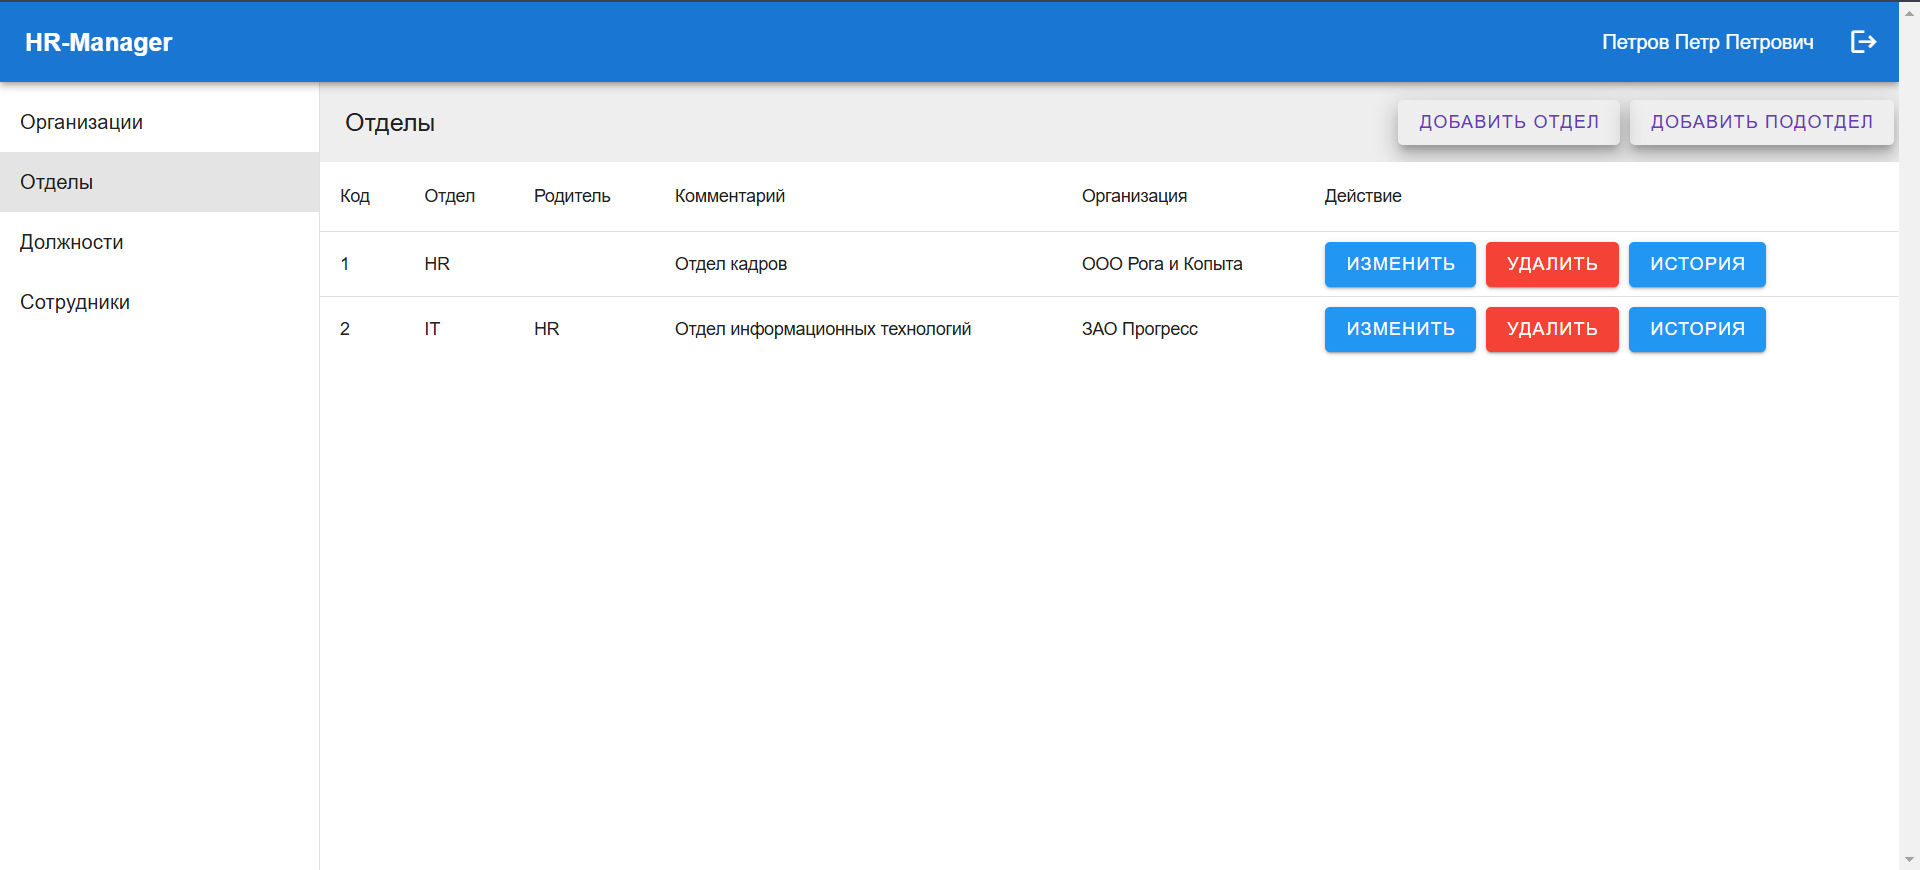 HR-Manager Петров Петр Петрович
Организации
Отделы
Должности
Сотрудники
Отделы ДОБАВИТЬ ОТДЕЛ ДОБАВИТЬ ПОДОТДЕЛ
Код Отдел Родитель Комментарий Организация Действие
1 HR Отдел кадров ООО Рога и Копыта ИЗМЕНИТЬ УДАЛИТЬ ИСТОРИЯ
2 IT HR Отдел информационных технологий ЗАО Прогресс ИЗМЕНИТЬ УДАЛИТЬ ИСТОРИЯ